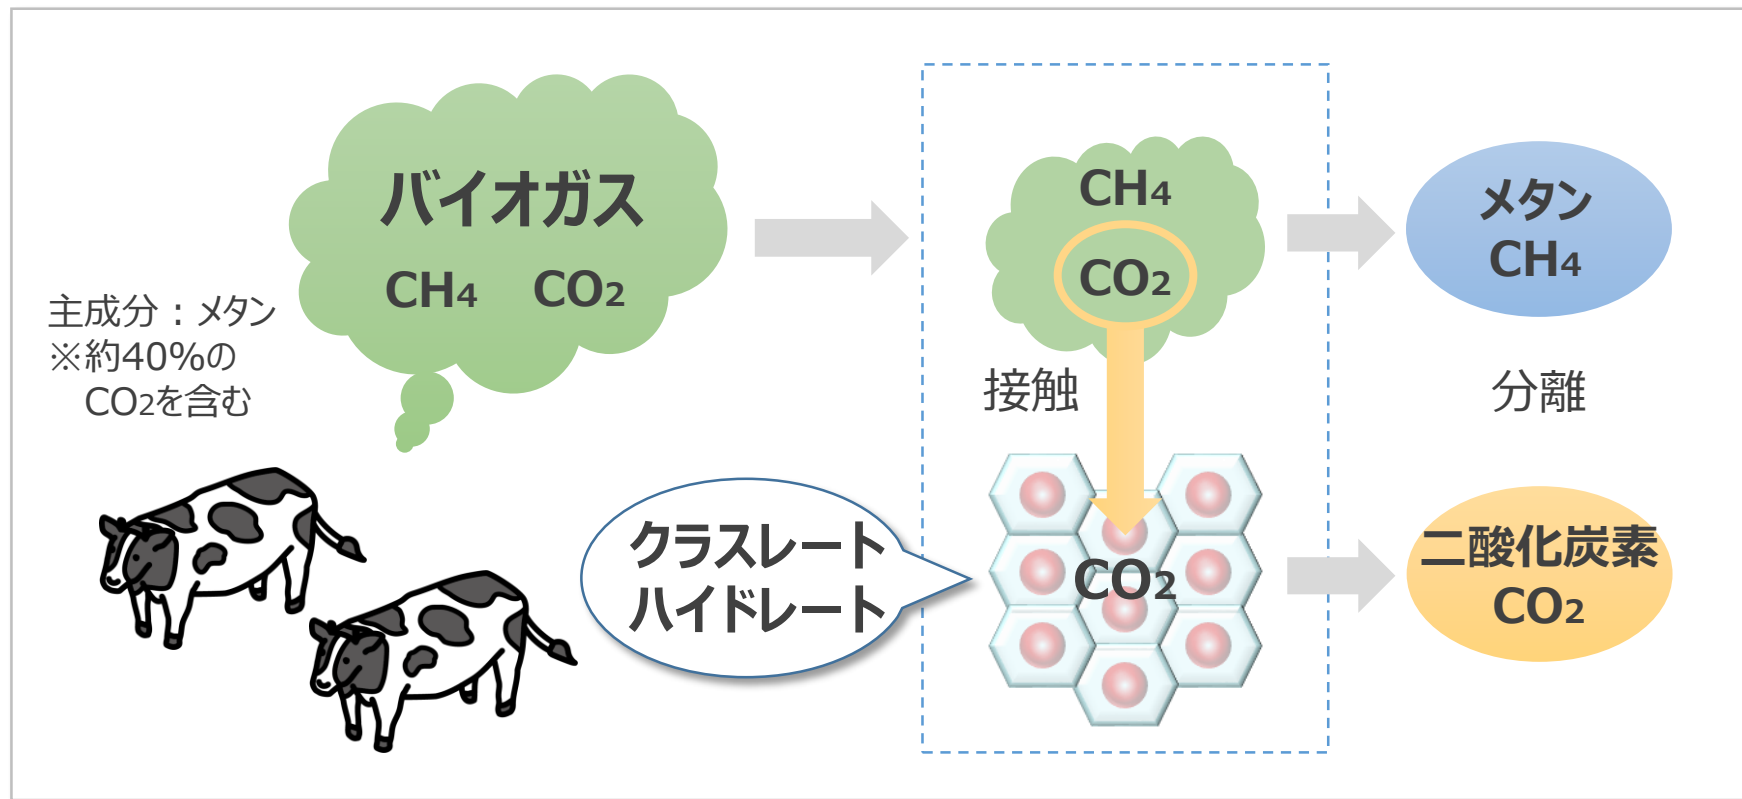 バイオガス
CH4 CO2
主成分：メタン
※約40%の
CO2を含む
クラスレート
ハイドレート
CH4
CO2
接触
CO2
メタン
CH4
分離
二酸化炭素
CO2